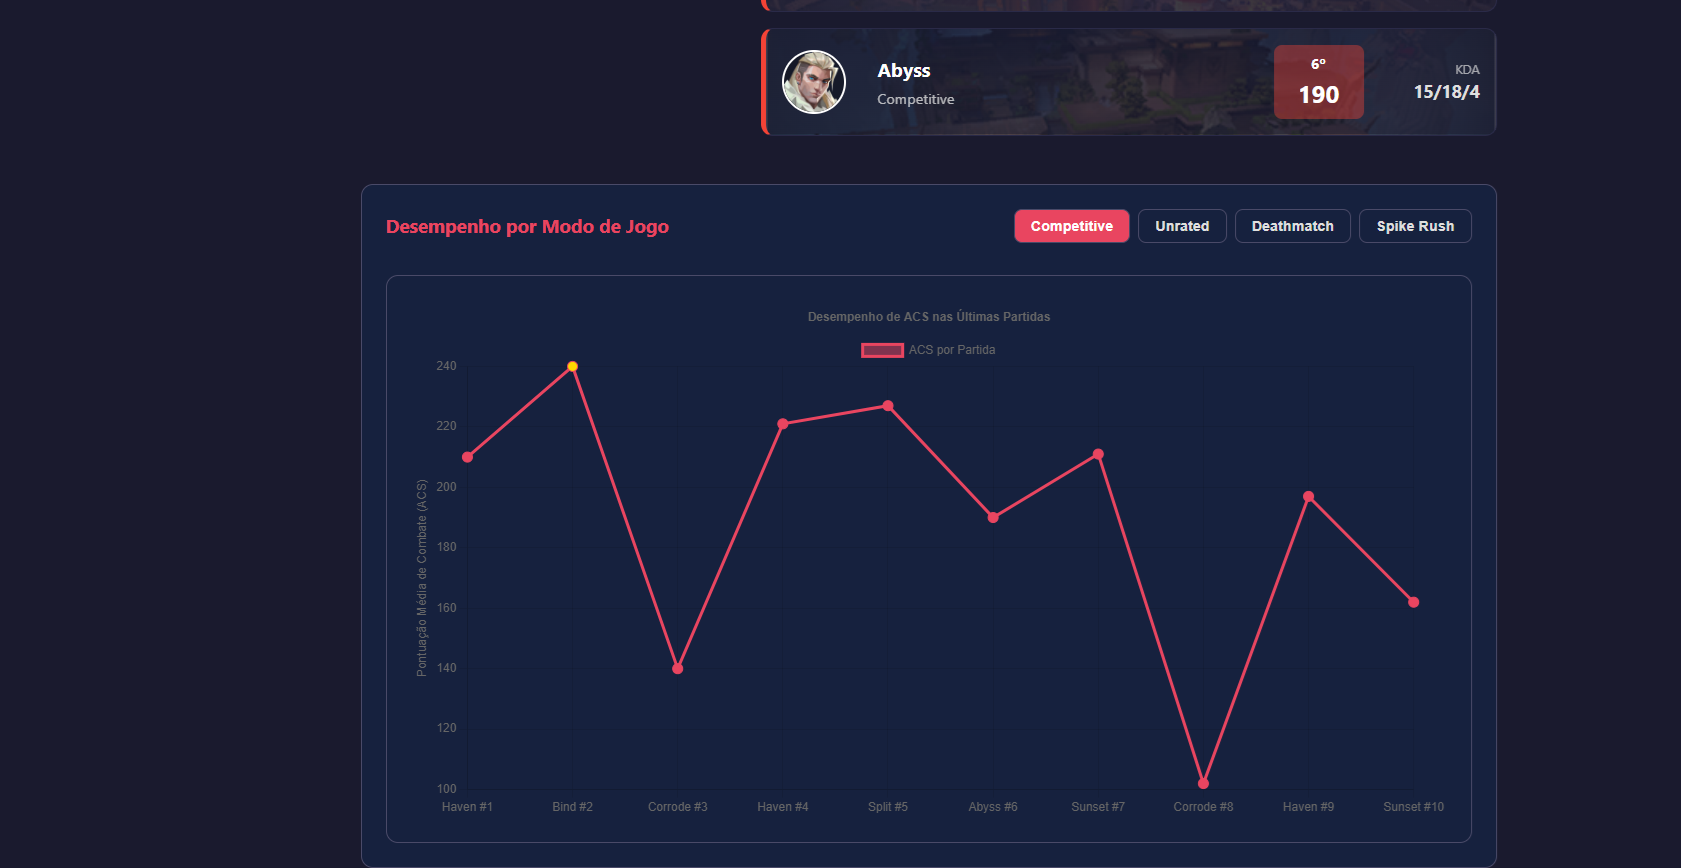 Abyss
Competitive
6º
190
KDA
15/18/4
Desempenho por Modo de Jogo
Competitive
Unrated
Deathmatch
Spike Rush
Desempenho de ACS nas Últimas Partidas
ACS por Partida
Pontuação Média de Combate (ACS)
240
220
200
180
160
140
120
100
Haven #1
Bind #2
Corrode #3
Haven #4
Split #5
Abyss #6
Sunset #7
Corrode #8
Haven #9
Sunset #10